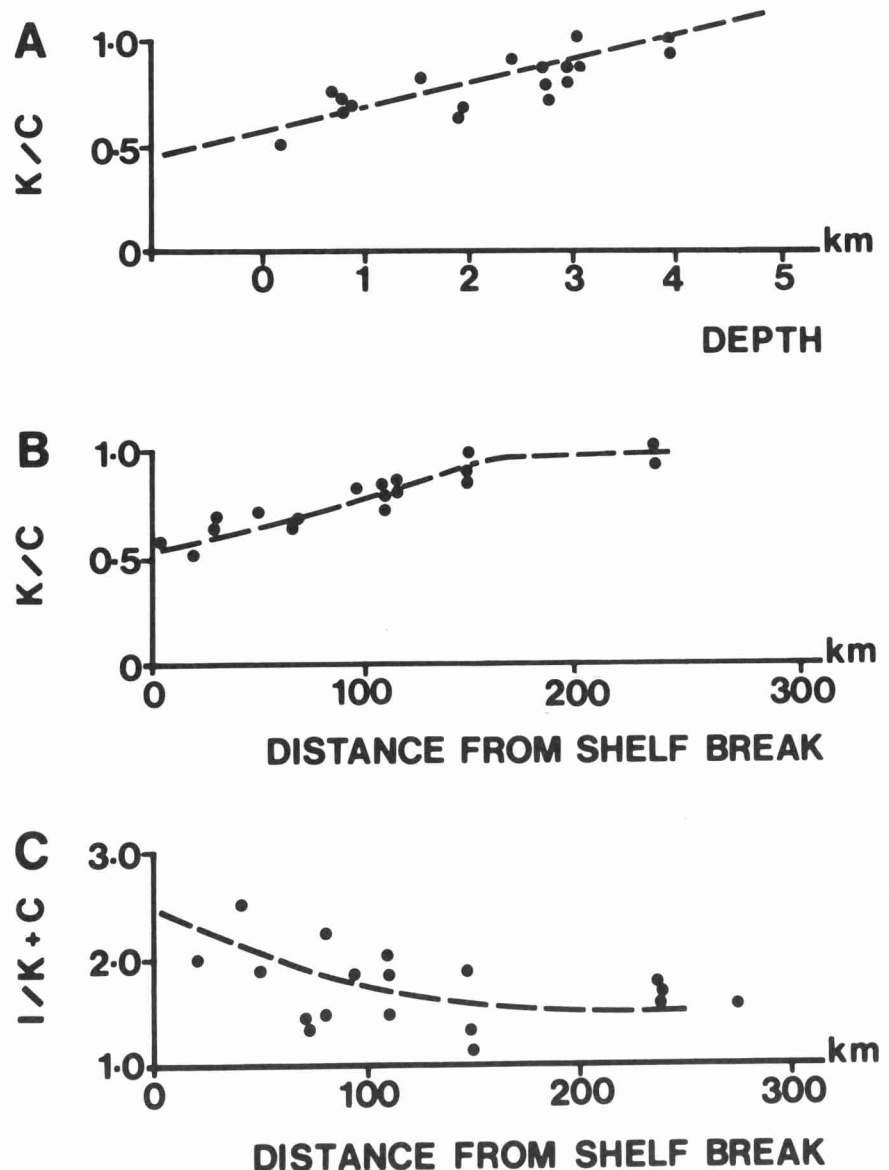 A
K/C
1·0
0·5
0
km
0 1 2 3 4 5
DEPTH
B
K/C
1·0
0·5
0
km
0 100 200 300
DISTANCE FROM SHELF BREAK
C
I/K+C
3·0
2·0
1·0
km
0 100 200 300
DISTANCE FROM SHELF BREAK